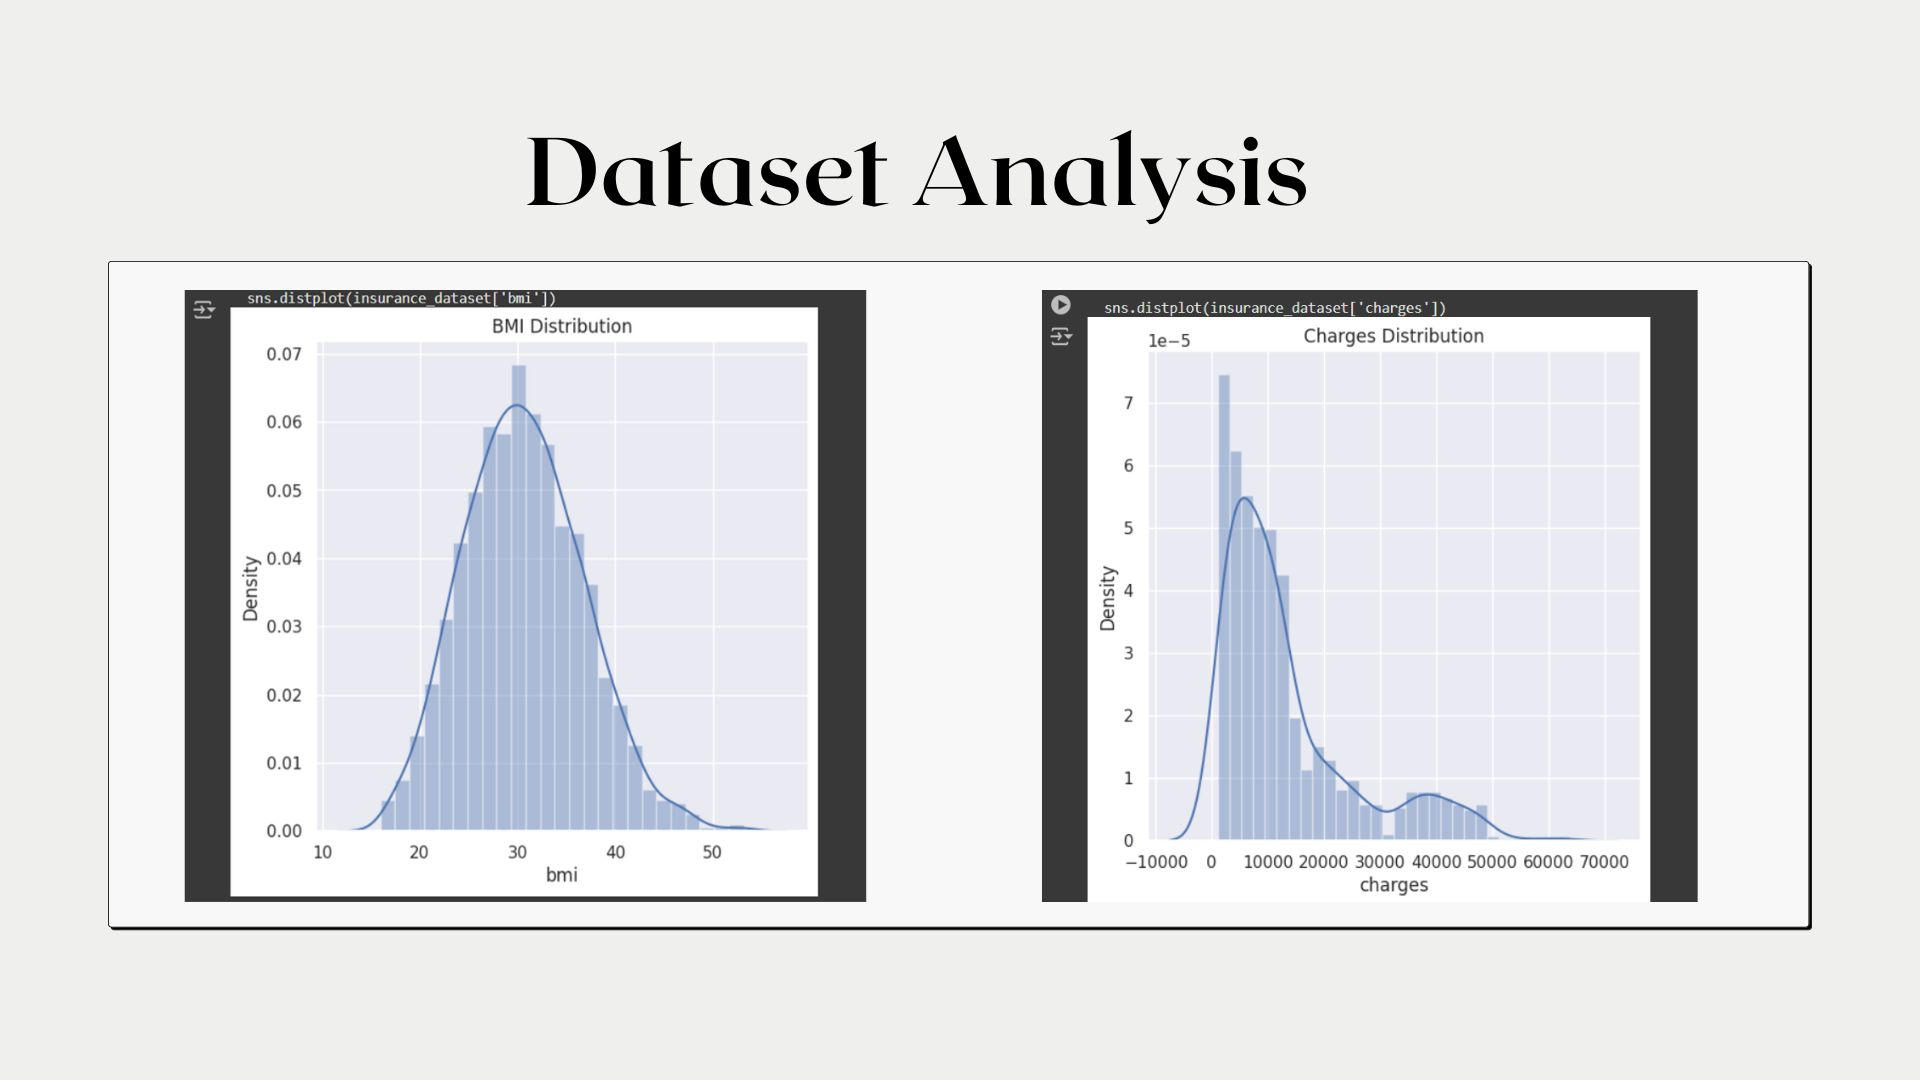 Dataset Analysis
sns.distplot(insurance_dataset['bmi'])
BMI Distribution
0.07
0.06
0.05
0.04
0.03
0.02
0.01
0.00
Density
10 20 30 40 50
bmi
sns.distplot(insurance_dataset['charges'])
Charges Distribution
1e−5
7
6
5
4
3
2
1
0
Density
−10000 0 10000 20000 30000 40000 50000 60000 70000
charges